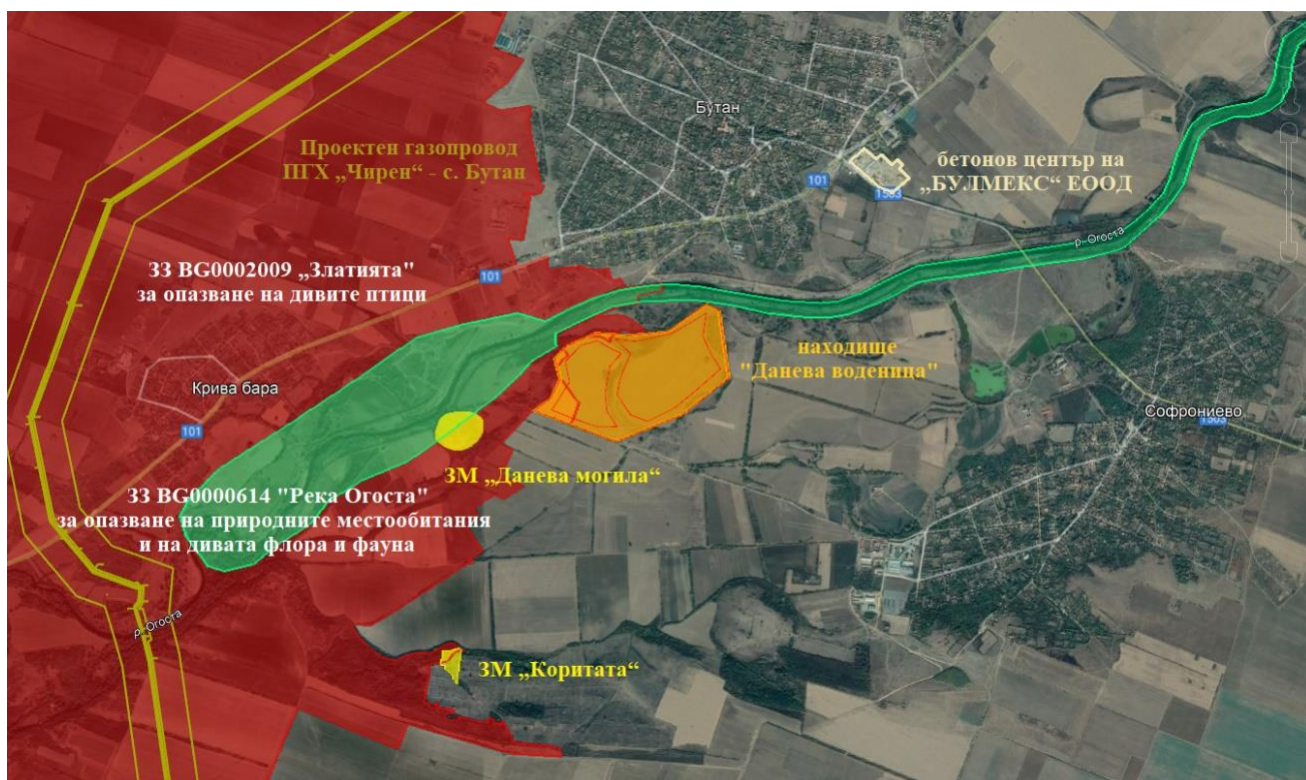 Бутан
Проектен газопровод
ПГХ „Чирен“ - с. Бутан
бетонов център на
„БУЛМЕКС“ ЕООД
101
1503
р. Огоста
ЗЗ BG0002009 „Златията"
за опазване на дивите птици
101
находище
"Данева воденица"
Крива бара
101
Софрониево
1503
ЗМ „Данева могила“
ЗЗ BG0000614 "Река Огоста"
за опазване на природните местообитания
и на дивата флора и фауна
р. Огоста
ЗМ „Коритата“